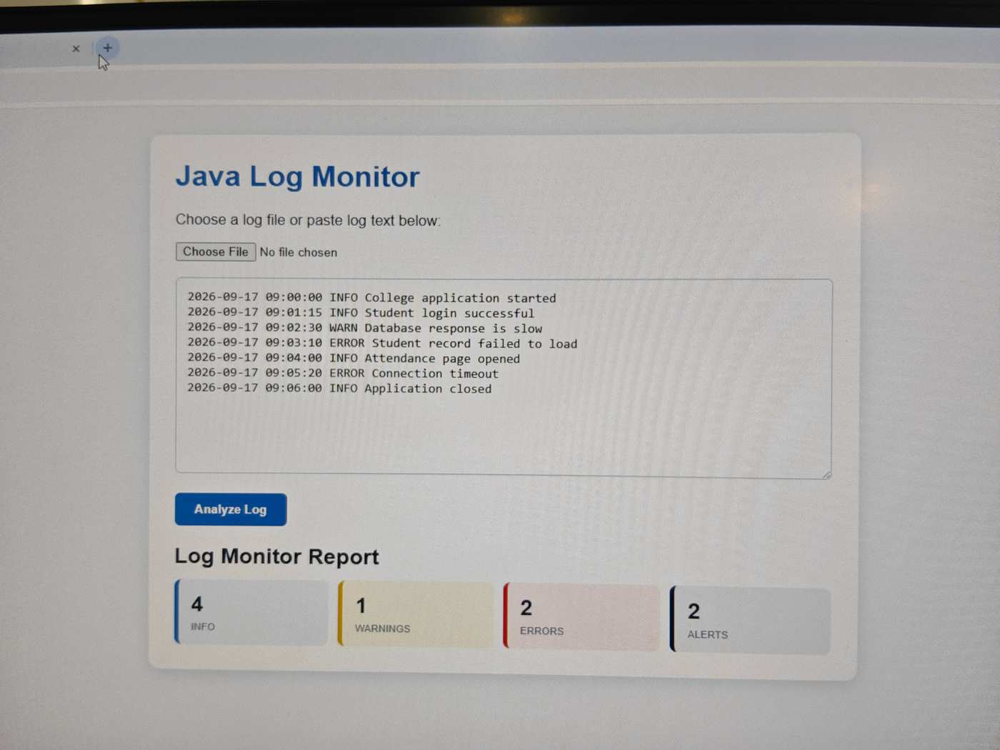 Java Log Monitor
Choose a log file or paste log text below:
Choose File No file chosen
2026-09-17 09:00:00 INFO College application started
2026-09-17 09:01:15 INFO Student login successful
2026-09-17 09:02:30 WARN Database response is slow
2026-09-17 09:03:10 ERROR Student record failed to load
2026-09-17 09:04:00 INFO Attendance page opened
2026-09-17 09:05:20 ERROR Connection timeout
2026-09-17 09:06:00 INFO Application closed
Analyze Log
Log Monitor Report
4
INFO
1
WARNINGS
2
ERRORS
2
ALERTS